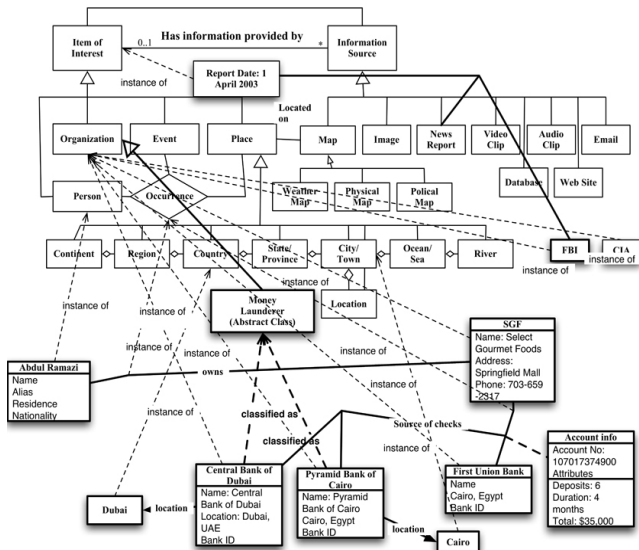 Item of
Interest
Has information provided by
0..1
*
Information
Source
instance of
Report Date: 1
April 2003
Located
on
Organization
Event
Place
Map
Image
News
Report
Video
Clip
Audio
Clip
Email
Database
Web Site
Person
Occurrence
Weather
Map
Physical
Map
Polical
Map
Continent
Region
Country
State/
Province
City/
Town
Ocean/
Sea
River
FBI
CIA
instance of
instance of
instance of
Location
Money
Launderer
(Abstract Class)
instance of
instance of
instance of
instance of
instance of
SGF
Name: Select
Gourmet Foods
Address:
Springfield Mall
Phone: 703-659
-2317
instance of
instance of
Abdul Ramazi
Name
Alias
Residence
Nationality
owns
instance of
instance of
classified as
classified as
Source of checks
instance of
Account info
Account No:
107017374900
Attributes
Deposits: 6
Duration: 4
months
Total: $35,000
Central Bank of
Dubai
Name: Central
Bank of Dubai
Location: Dubai,
UAE
Bank ID
Pyramid Bank of
Cairo
Name: Pyramid
Bank of Cairo
Cairo, Egypt
Bank ID
First Union Bank
Name
Cairo, Egypt
Bank ID
Dubai
location
location
Cairo